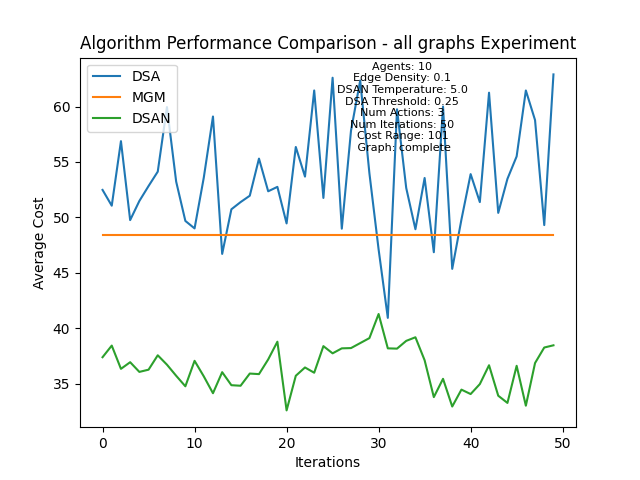 Algorithm Performance Comparison - all graphs Experiment
DSA
MGM
DSAN
Agents: 10
Edge Density: 0.1
DSAN Temperature: 5.0
DSA Threshold: 0.25
Num Actions: 3
Num Iterations: 50
Cost Range: 101
Graph: complete
Average Cost
60
55
50
45
40
35
0
10
20
30
40
50
Iterations